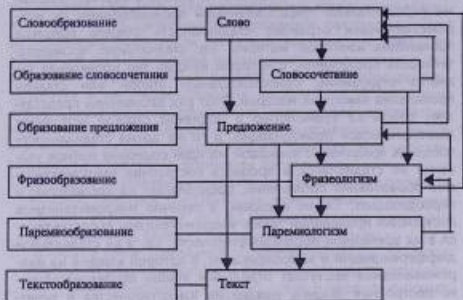 Словообразование Слово
Образование словосочетания Словосочетание
Образование предложения Предложение
Фразообразование Фразеологизм
Паремиообразование Паремиологизм
Текстообразование Текст